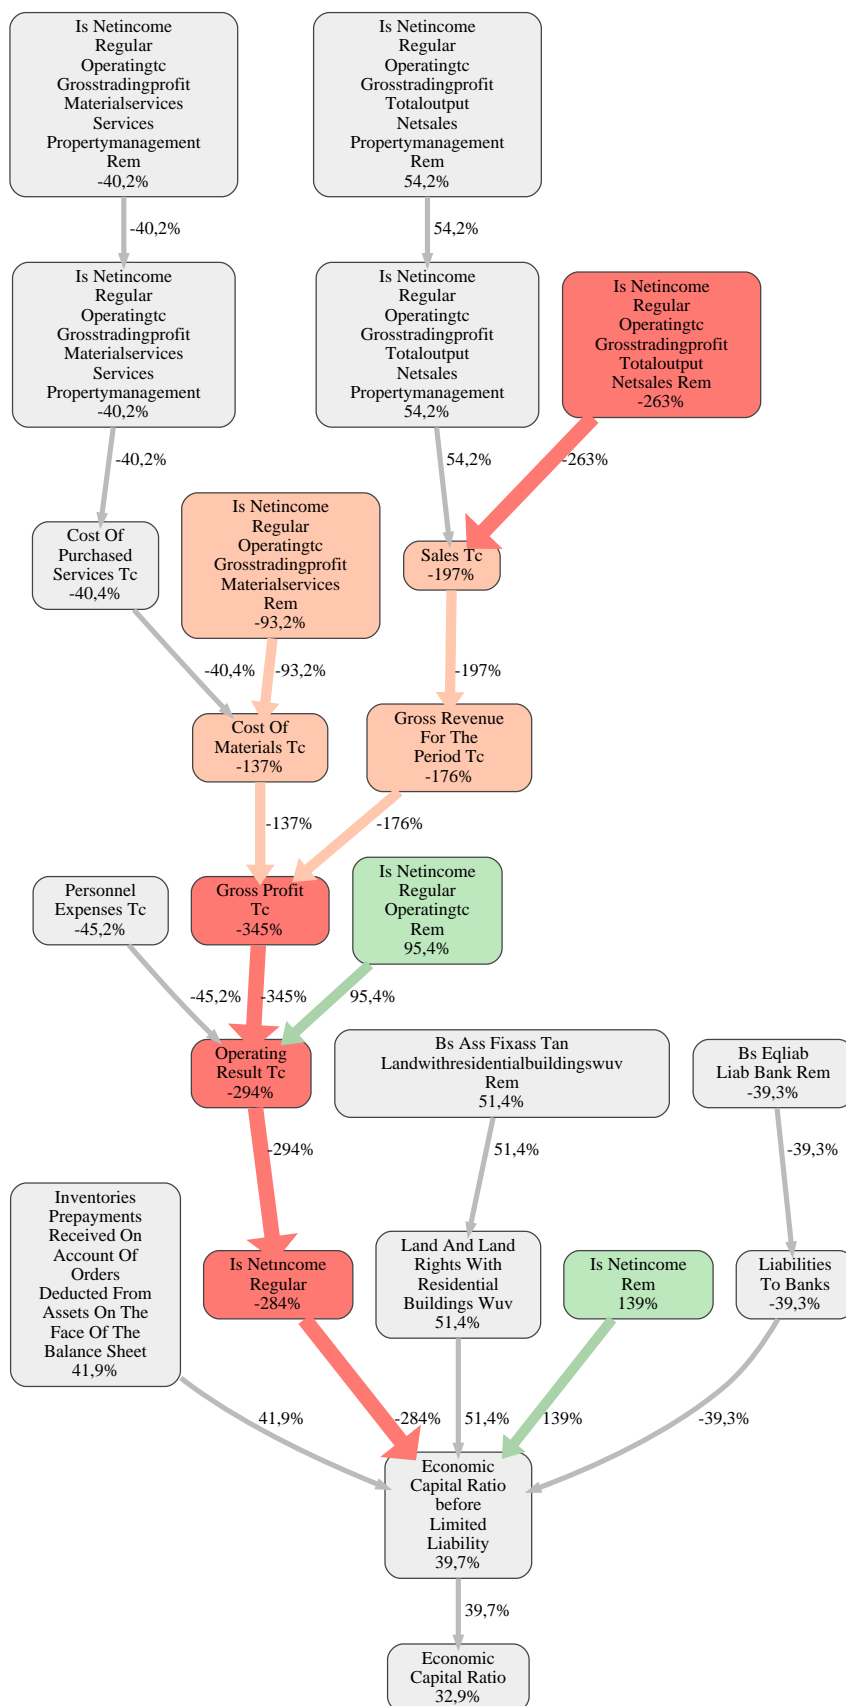 Is Netincome
Regular
Operatingtc
Grosstradingprofit
Materialservices
Services
Propertymanagement
Rem
-40,2%
Is Netincome
Regular
Operatingtc
Grosstradingprofit
Totaloutput
Netsales
Propertymanagement
Rem
54,2%
-40,2%
54,2%
Is Netincome
Regular
Operatingtc
Grosstradingprofit
Materialservices
Services
Propertymanagement
-40,2%
Is Netincome
Regular
Operatingtc
Grosstradingprofit
Totaloutput
Netsales
Propertymanagement
54,2%
Is Netincome
Regular
Operatingtc
Grosstradingprofit
Totaloutput
Netsales Rem
-263%
-40,2%
54,2%
-263%
Cost Of
Purchased
Services Tc
-40,4%
Is Netincome
Regular
Operatingtc
Grosstradingprofit
Materialservices
Rem
-93,2%
Sales Tc
-197%
-40,4%
-93,2%
-197%
Cost Of
Materials Tc
-137%
Gross Revenue
For The
Period Tc
-176%
-137%
-176%
Personnel
Expenses Tc
-45,2%
Gross Profit
Tc
-345%
Is Netincome
Regular
Operatingtc
Rem
95,4%
-45,2%
-345%
95,4%
Operating
Result Tc
-294%
Bs Ass Fixass Tan
Landwithresidentialbuildingswuv
Rem
51,4%
Bs Eqliab
Liab Bank Rem
-39,3%
-294%
51,4%
-39,3%
Inventories
Prepayments
Received On
Account Of
Orders
Deducted From
Assets On The
Face Of The
Balance Sheet
41,9%
Is Netincome
Regular
-284%
Land And Land
Rights With
Residential
Buildings Wuv
51,4%
Is Netincome
Rem
139%
Liabilities
To Banks
-39,3%
41,9%
-284%
51,4%
139%
-39,3%
Economic
Capital Ratio
before
Limited
Liability
39,7%
39,7%
Economic
Capital Ratio
32,9%